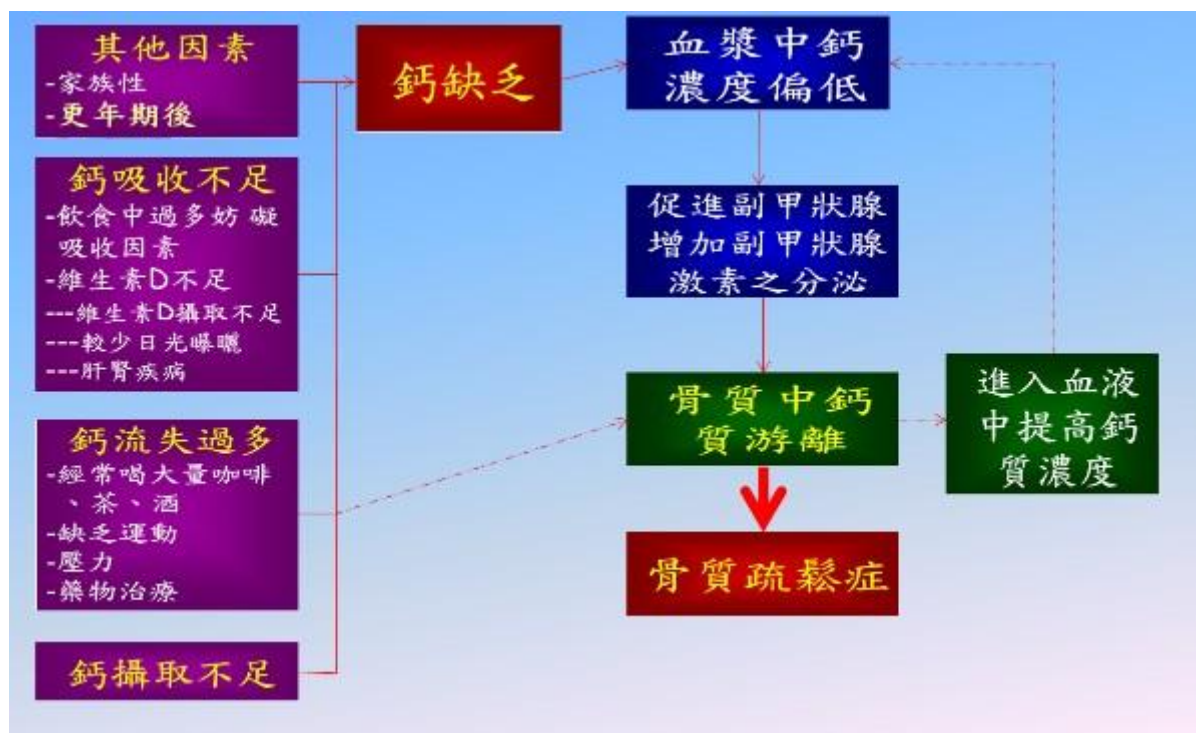 其他因素
-家族性
-更年期後
鈣吸收不足
-飲食中過多妨礙
吸收因素
-維生素D不足
---維生素D攝取不足
---較少日光曝曬
---肝腎疾病
鈣流失過多
-經常喝大量咖啡
、茶、酒
-缺乏運動
-壓力
-藥物治療
鈣攝取不足
鈣缺乏
血漿中鈣
濃度偏低
促進副甲狀腺
增加副甲狀腺
激素之分泌
骨質中鈣
質游離
骨質疏鬆症
進入血液
中提高鈣
質濃度